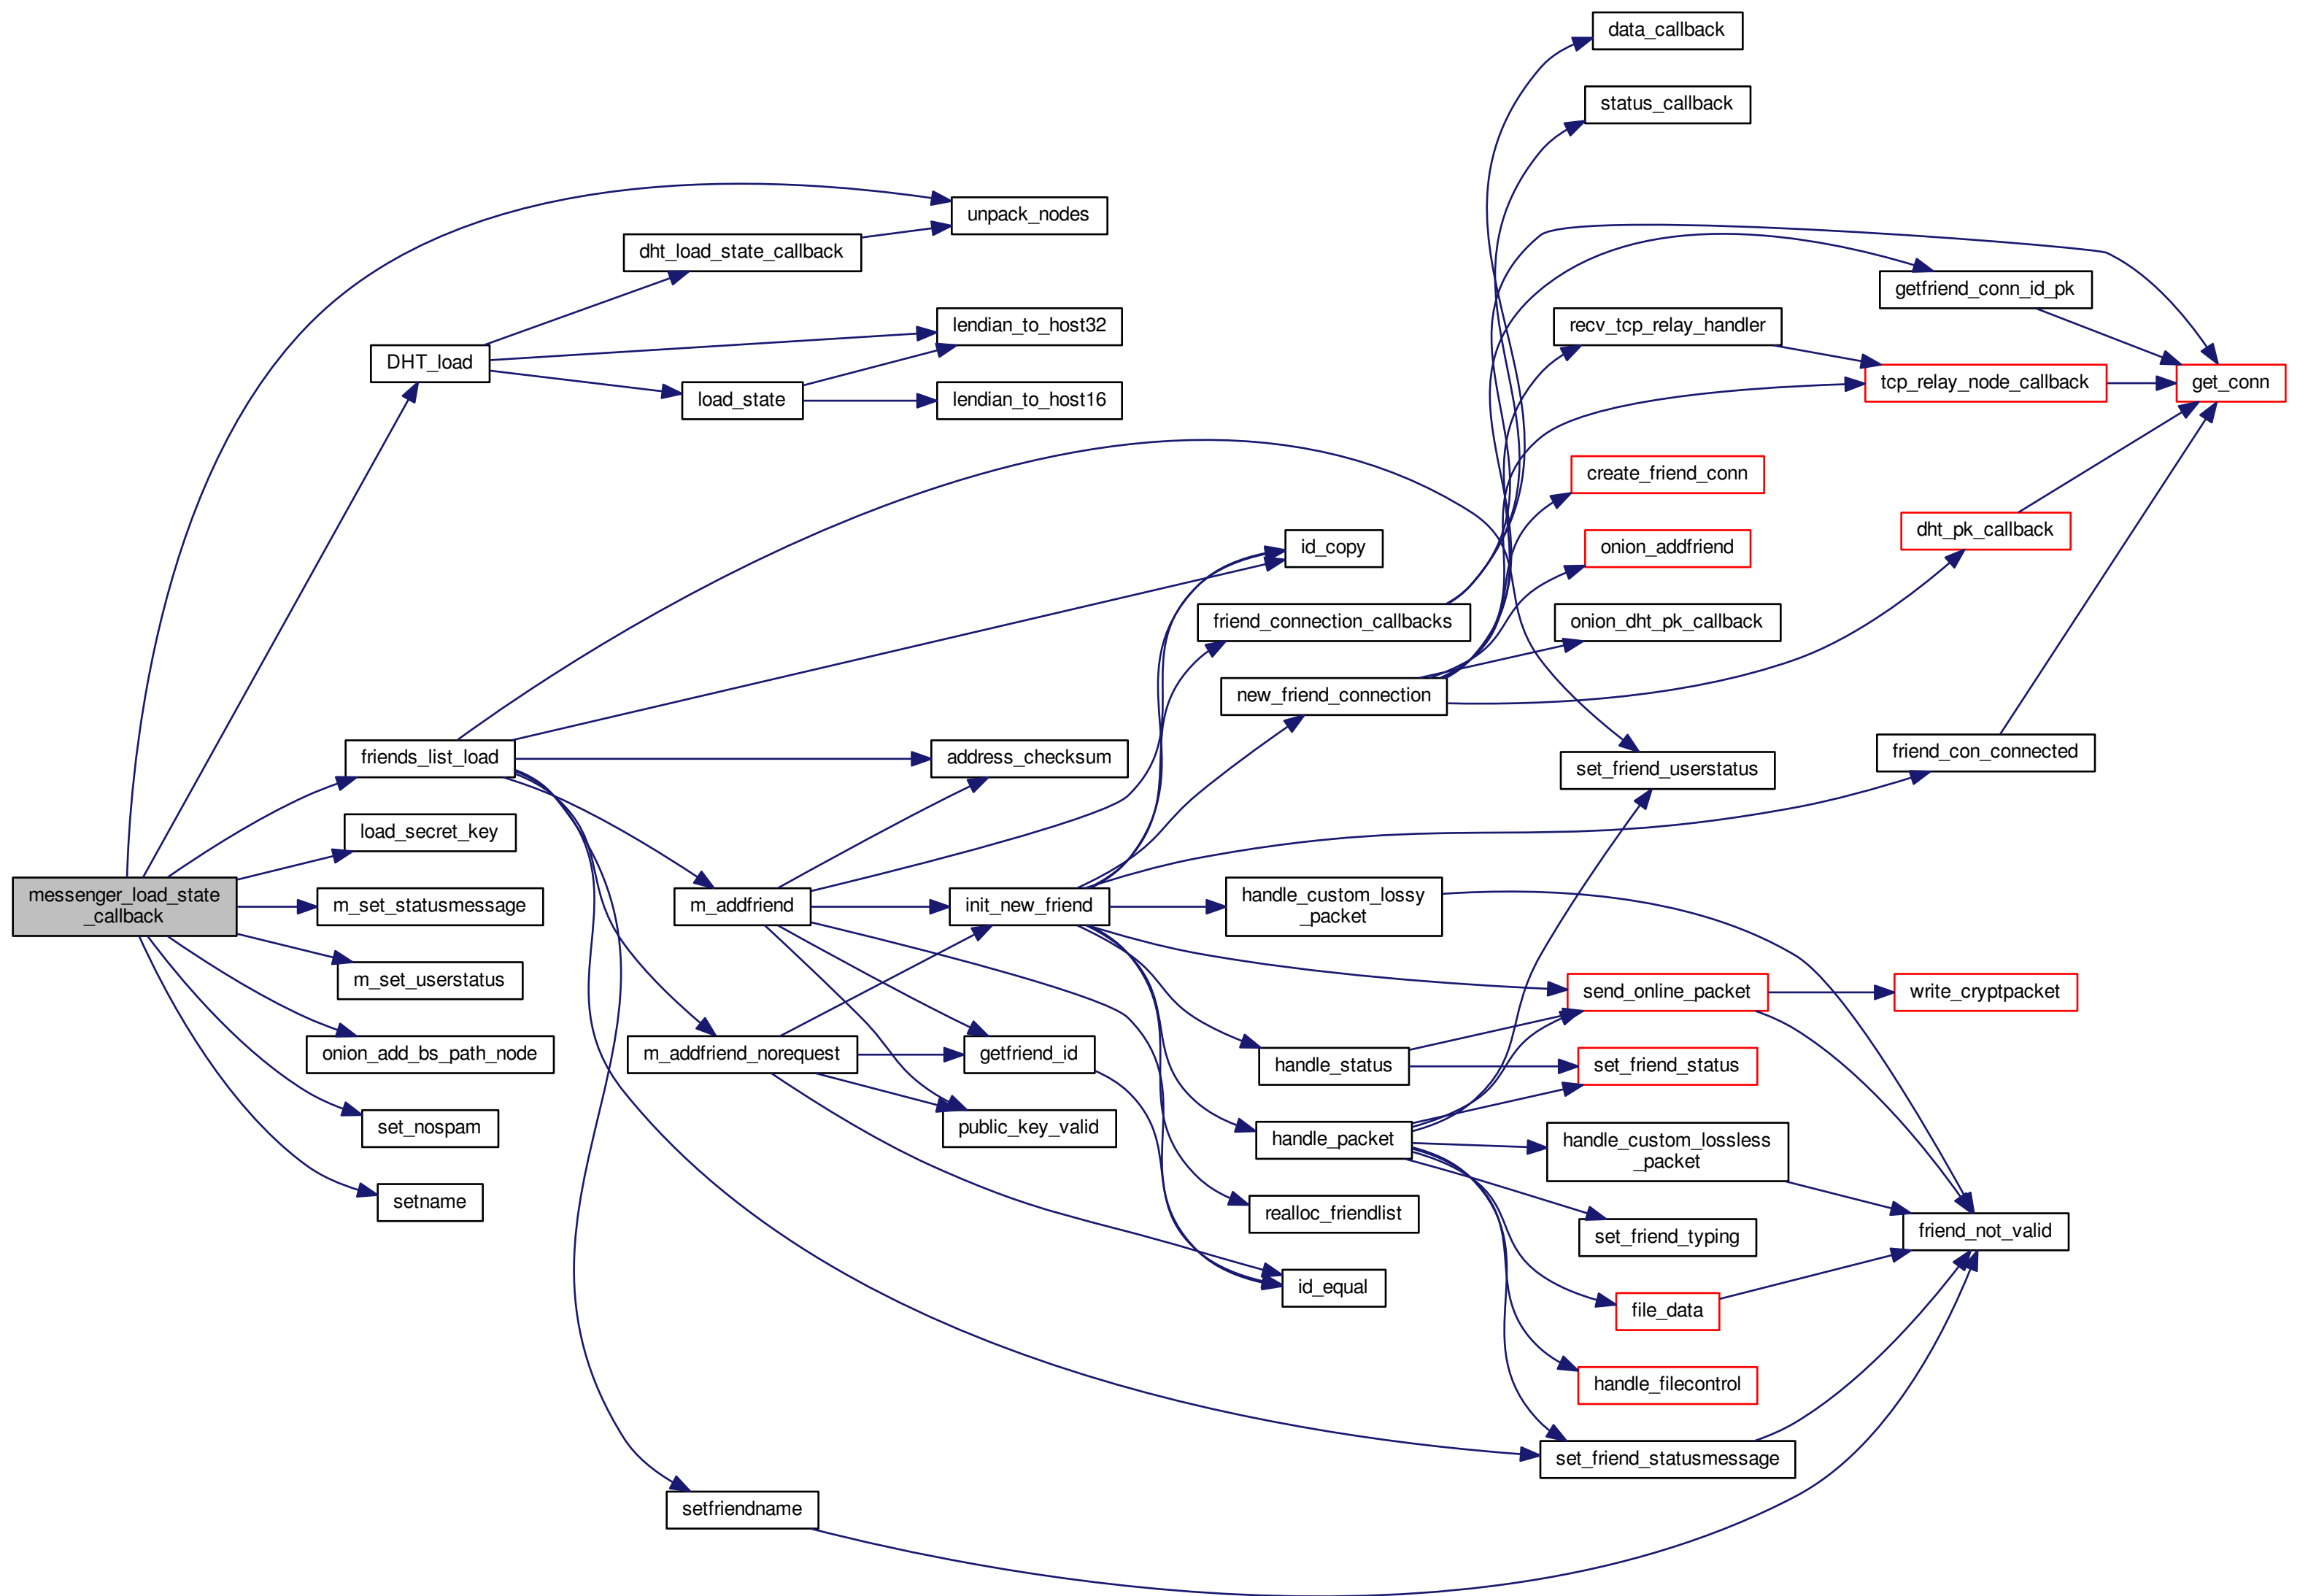 data_callback
status_callback
unpack_nodes
dht_load_state_callback
getfriend_conn_id_pk
lendian_to_host32
recv_tcp_relay_handler
DHT_load
tcp_relay_node_callback
get_conn
load_state
lendian_to_host16
create_friend_conn
dht_pk_callback
id_copy
onion_addfriend
friend_connection_callbacks
onion_dht_pk_callback
new_friend_connection
friends_list_load
address_checksum
set_friend_userstatus
friend_con_connected
load_secret_key
messenger_load_state
_callback
m_set_statusmessage
m_addfriend
init_new_friend
handle_custom_lossy
_packet
m_set_userstatus
send_online_packet
write_cryptpacket
onion_add_bs_path_node
m_addfriend_norequest
getfriend_id
handle_status
set_friend_status
set_nospam
public_key_valid
handle_packet
handle_custom_lossless
_packet
setname
realloc_friendlist
set_friend_typing
friend_not_valid
id_equal
file_data
handle_filecontrol
set_friend_statusmessage
setfriendname